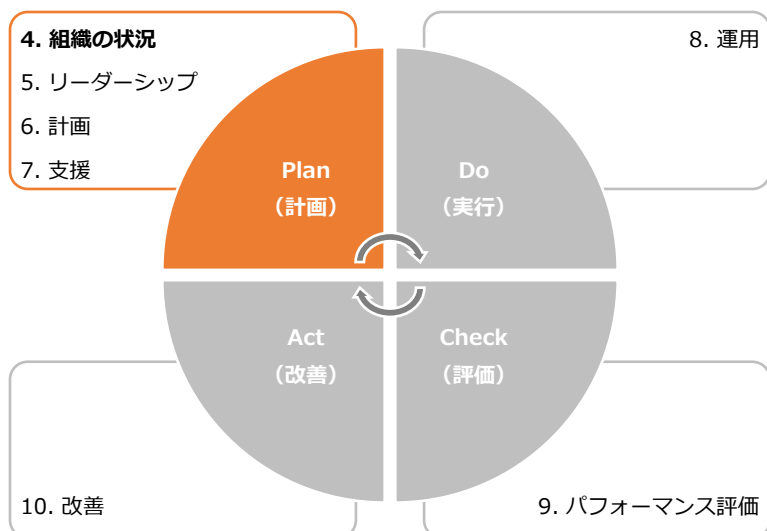 4. 組織の状況
5. リーダーシップ
6. 計画
7. 支援
8. 運用
Plan
（計画）
Do
（実行）
Act
（改善）
Check
（評価）
10. 改善
9. パフォーマンス評価